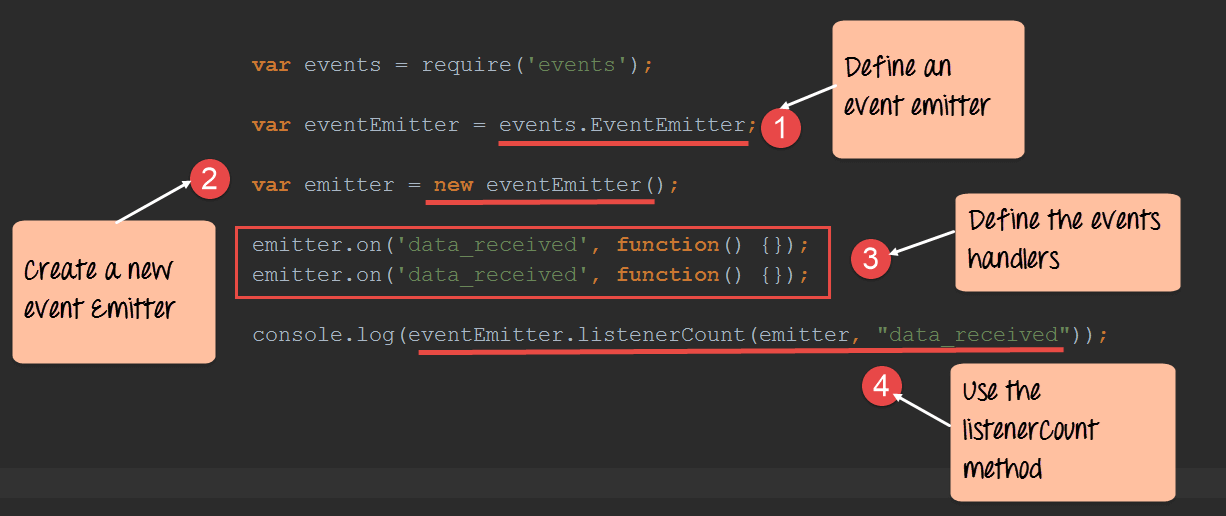 var events = require('events');
var eventEmitter = events.EventEmitter;
var emitter = new eventEmitter();
emitter.on('data_received', function() {});
emitter.on('data_received', function() {});
console.log(eventEmitter.listenerCount(emitter, "data_received"));
1
Define an
event emitter
2
Create a new
event Emitter
3
Define the events
handlers
4
Use the
listenerCount
method